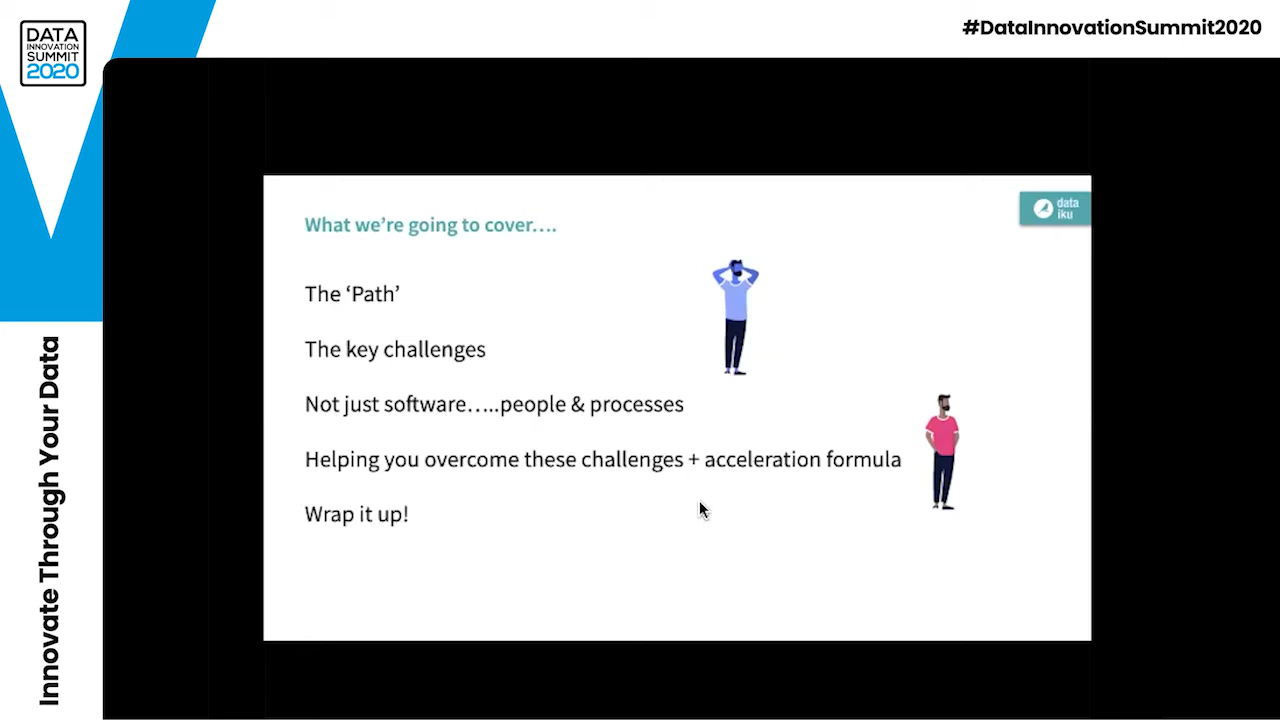 DATA
INNOVATION
SUMMIT
2020
#DataInnovationSummit2020
Innovate Through Your Data
data
iku
What we’re going to cover….
The ‘Path’
The key challenges
Not just software…..people & processes
Helping you overcome these challenges + acceleration formula
Wrap it up!